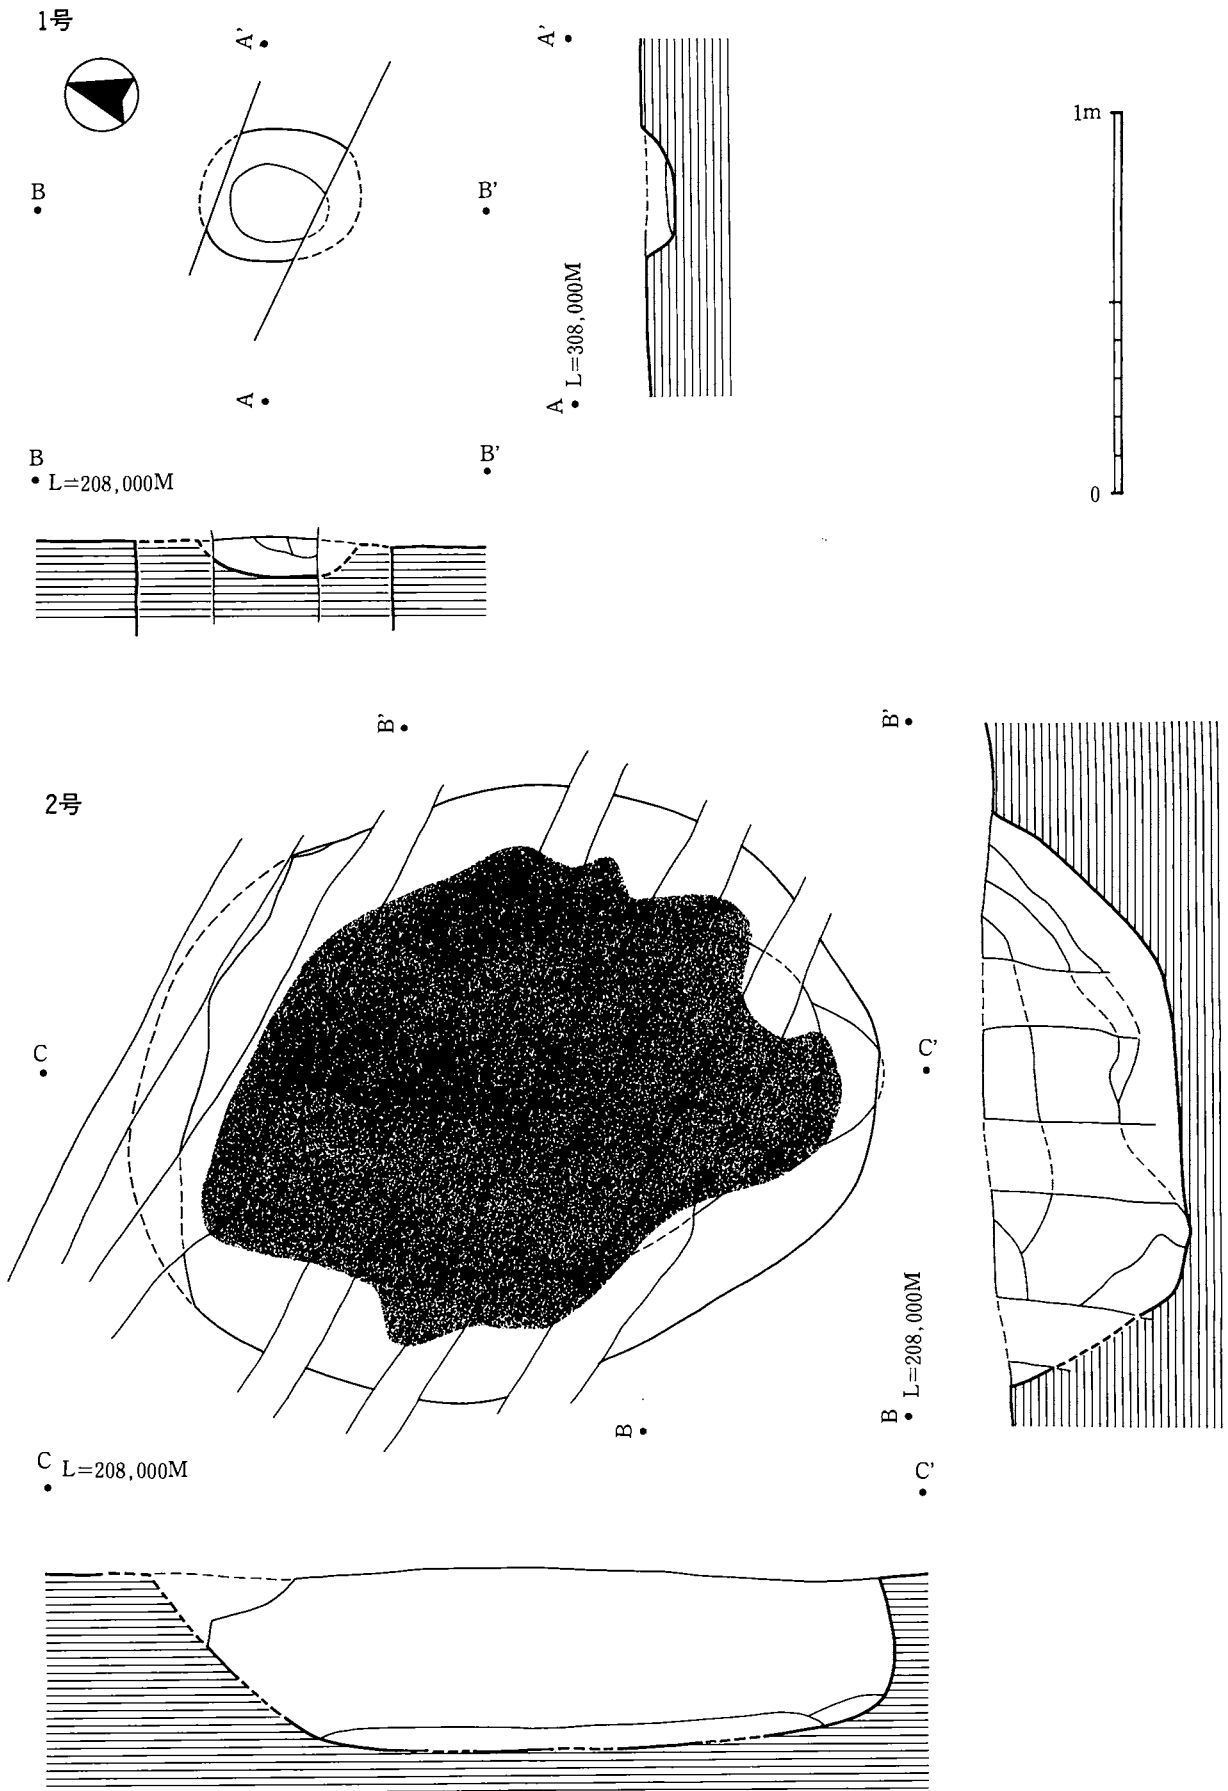 1号
A'
A'
1m
B
B'
L=308,000M
A
A
0
B
B'
L=208,000M
B'
B'
2号
C
C'
L=208,000M
B
B
C L=208,000M
C'